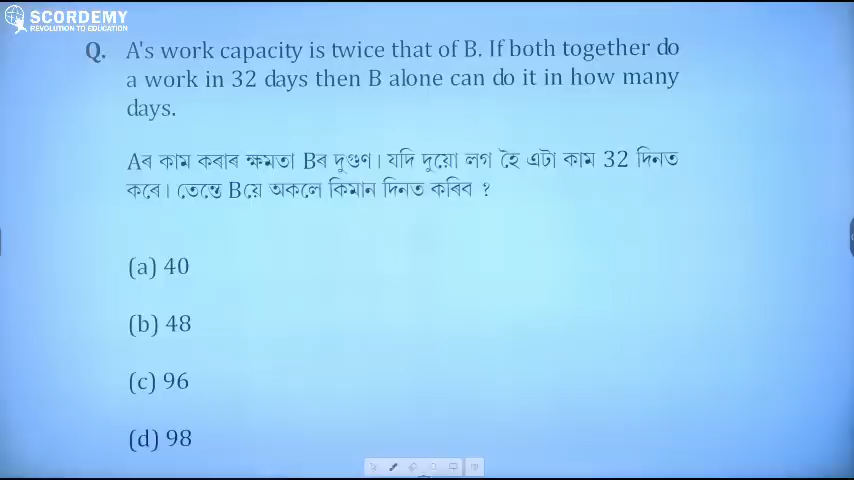 SCORDEMY
REVOLUTION TO EDUCATION
Q. A's work capacity is twice that of B. If both together do
a work in 32 days then B alone can do it in how many
days.
Aৰ কাম কৰাৰ ক্ষমতা Bৰ দুগুণ। যদি দুয়ো লগ হৈ এটা কাম 32 দিনত
কৰে। তেন্তে Bয়ে অকলে কিমান দিনত কৰিব ?
(a) 40
(b) 48
(c) 96
(d) 98